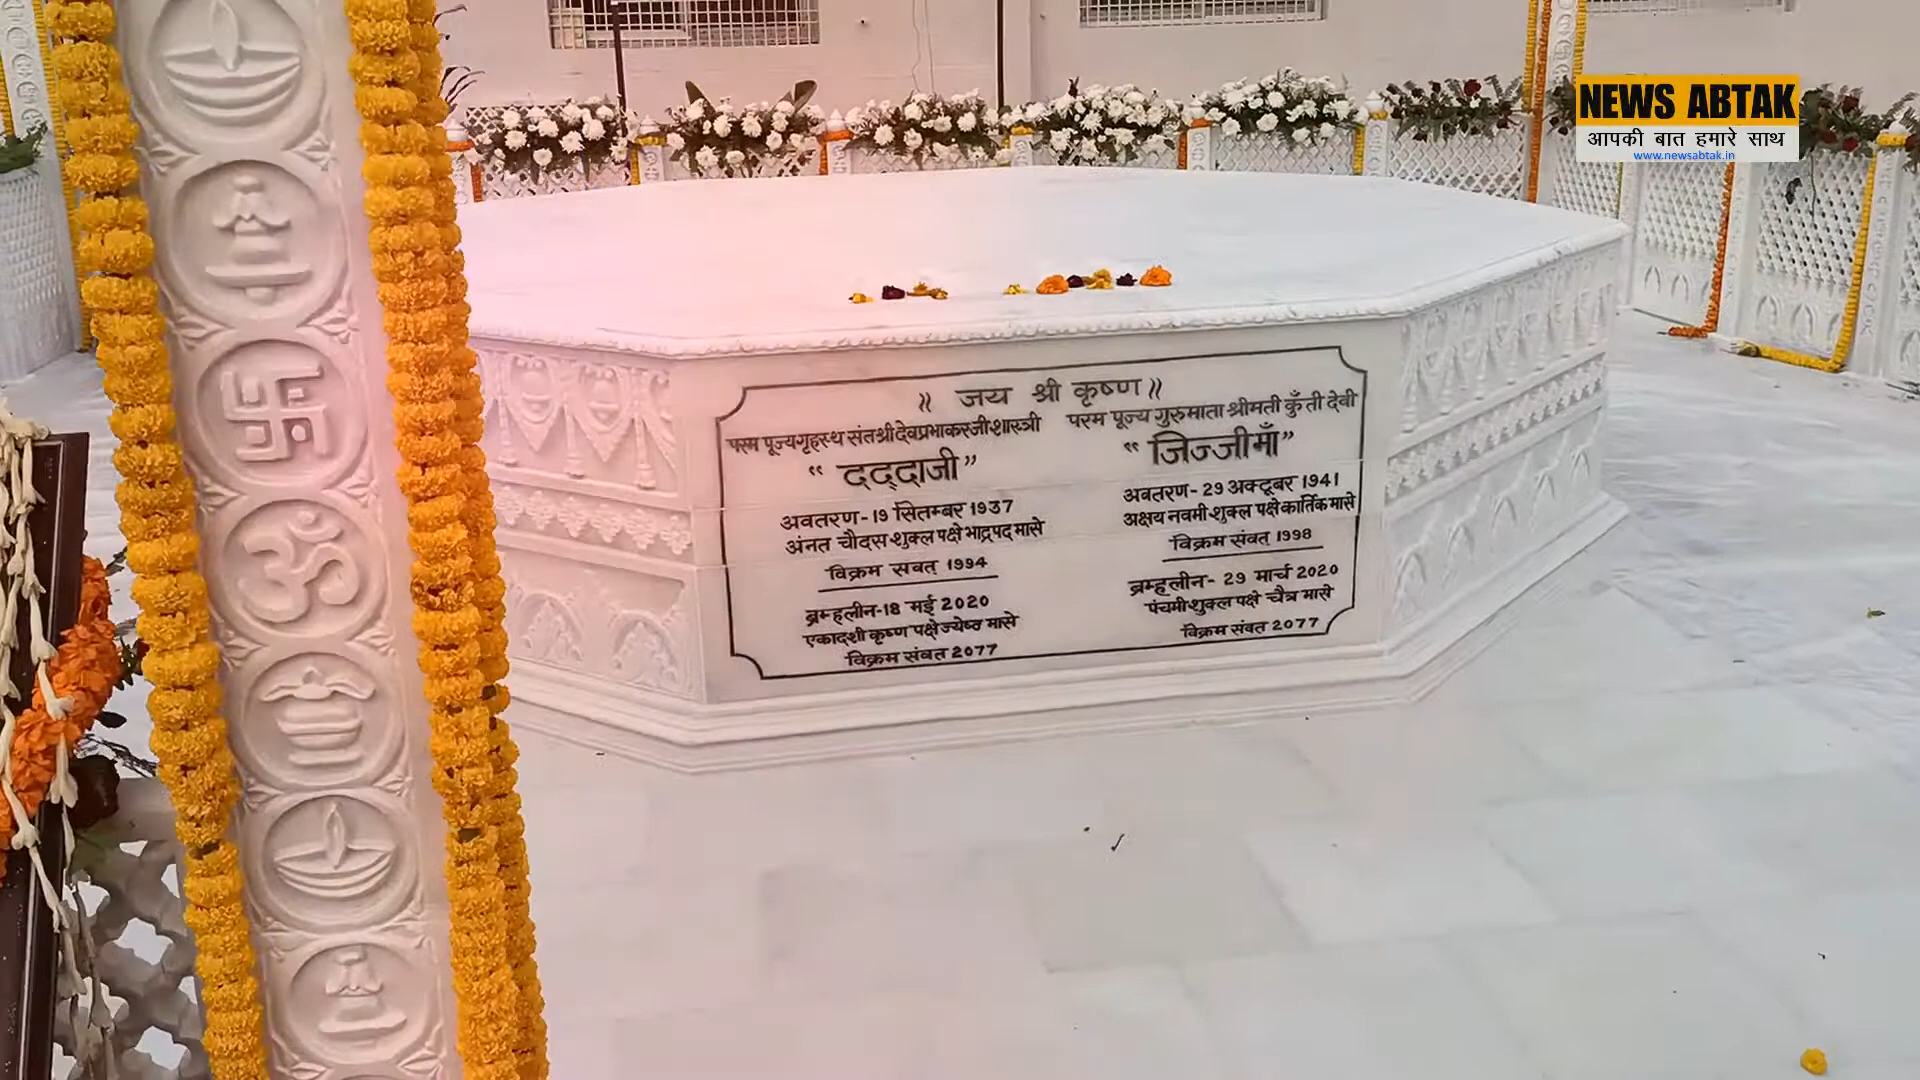 NEWS ABTAK
आपकी बात हमारे साथ
www.newsabtak.in
॥ जय श्री कृष्ण ॥
परम पूज्य गृहस्थ संत श्री देवप्रभाकरजी शास्त्री
“ दद्दाजी ”
अवतरण-19 सितम्बर 1937
अंनत चौदस शुक्ल पक्षे भाद्रपद मासे
विक्रम सवत् 1994
ब्रम्हलीन-18 मई 2020
एकादशी कृष्ण पक्षे ज्येष्ठ मासे
विक्रम संवत 2077
परम पूज्य गुरुमाता श्रीमती कुँती देवी
“ जिज्जीमाँ ”
अवतरण- 29 अक्टूबर 1941
अक्षय नवमी शुक्ल पक्षे कार्तिक मासे
विक्रम संवत 1998
ब्रम्हलीन- 29 मार्च 2020
पंचमी शुक्ल पक्षे चैत्र मासे
विक्रम संवत 2077